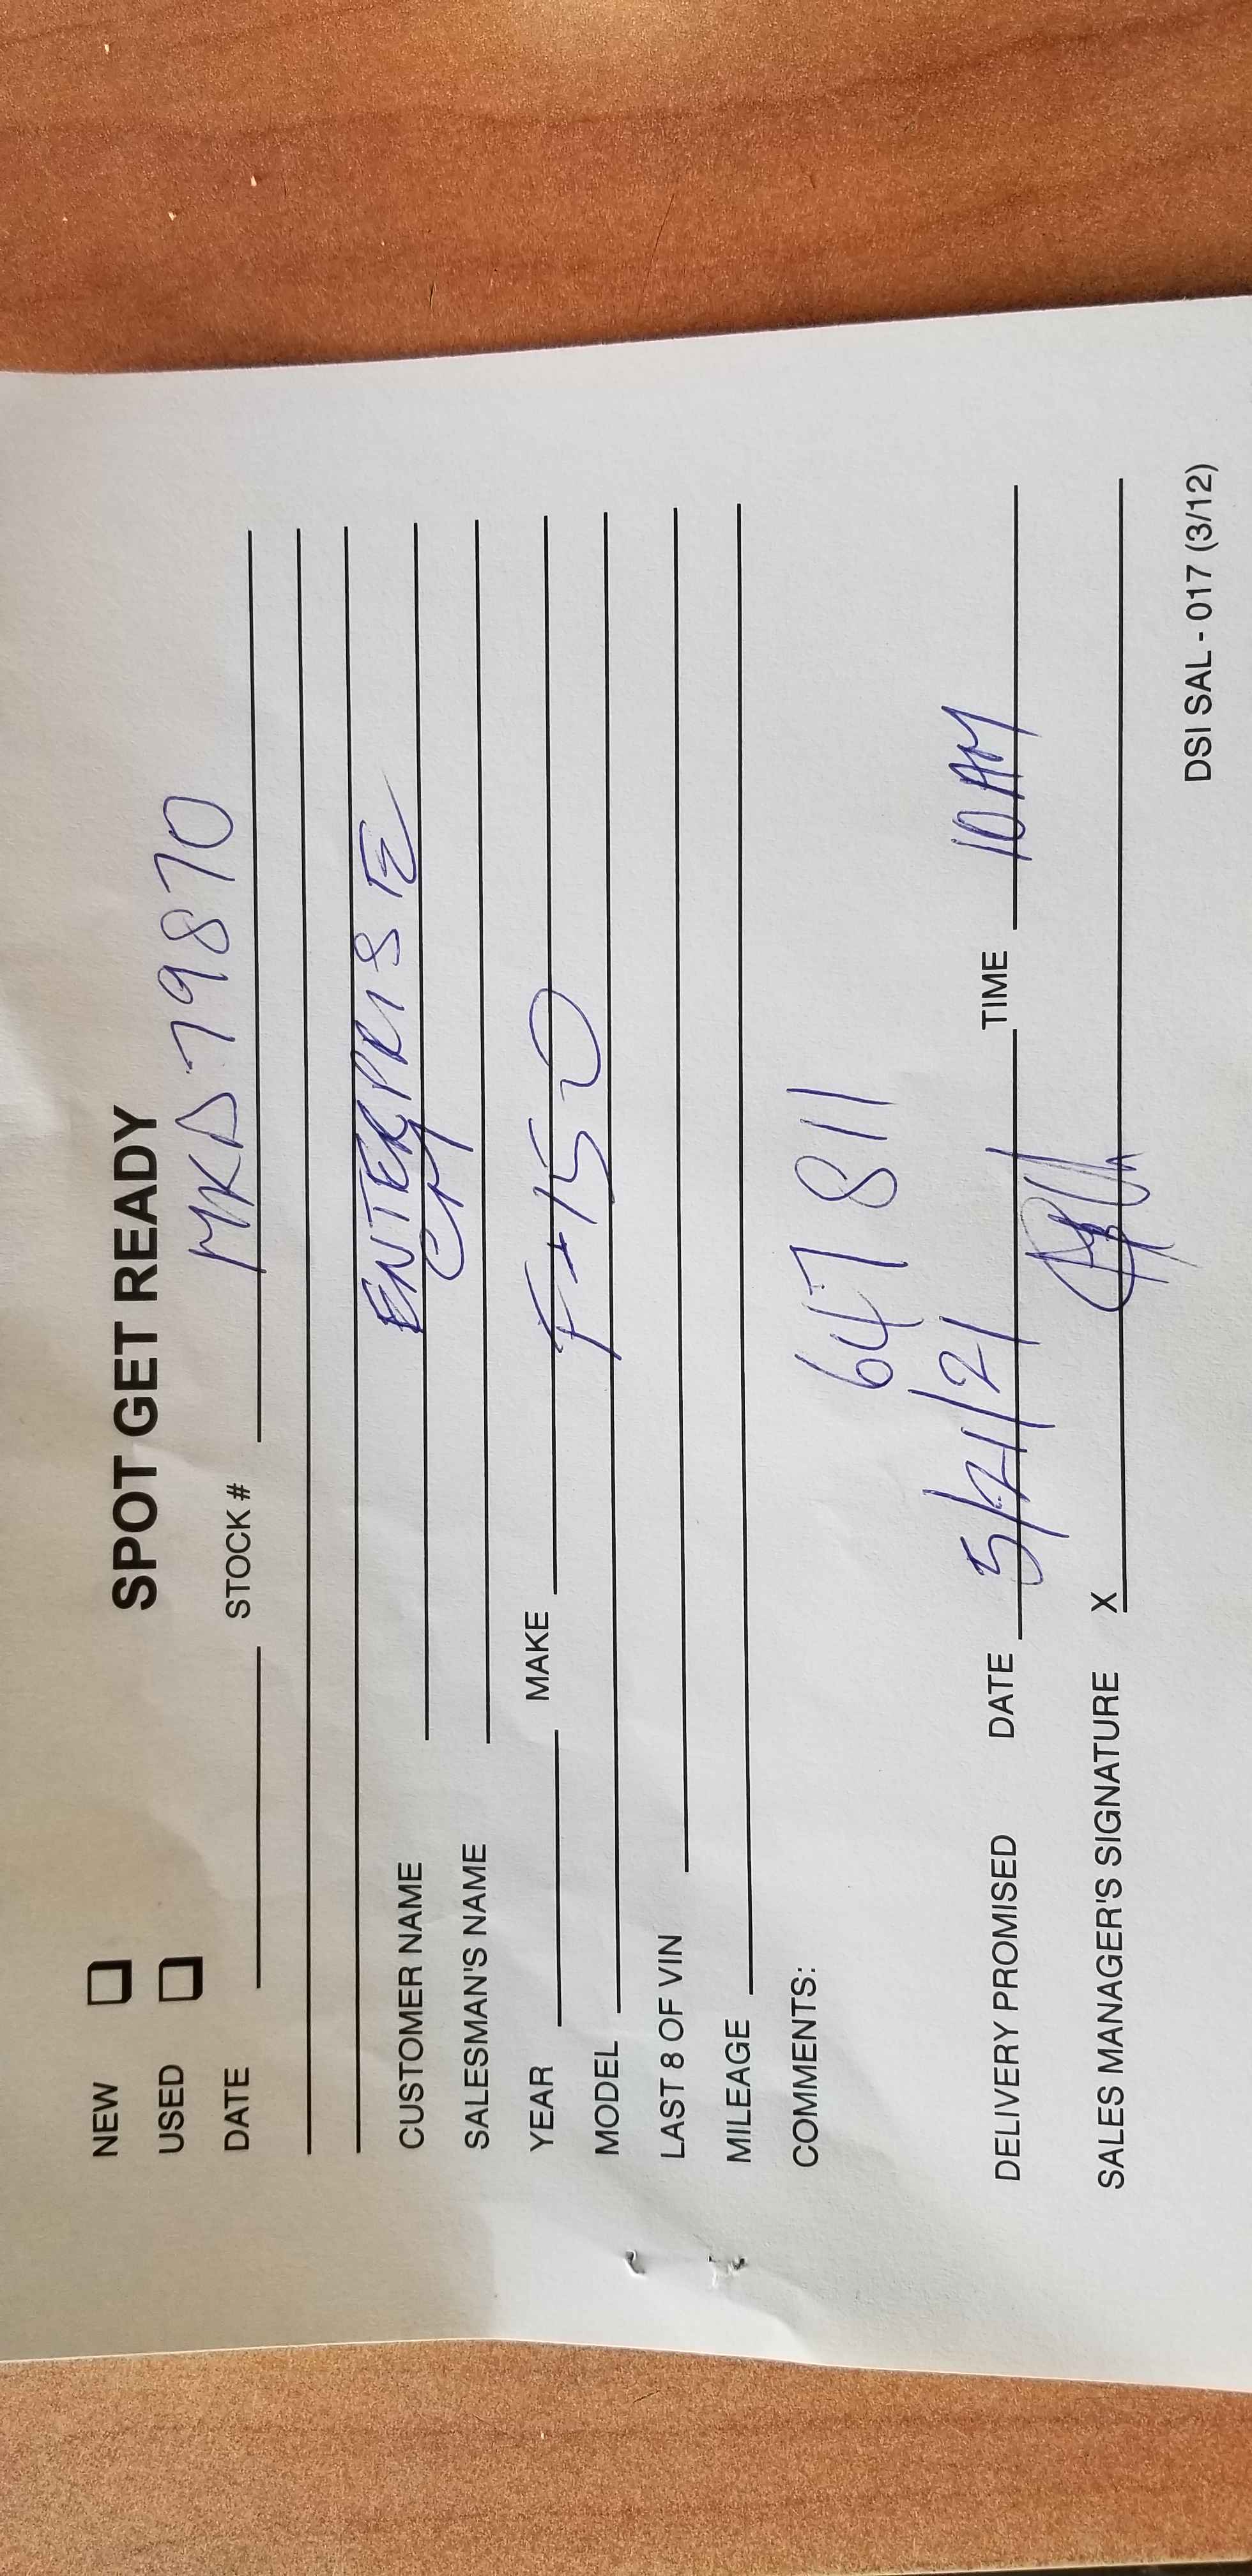 NEW
SPOT GET READY
USED
DATE STOCK # MKD79870
CUSTOMER NAME ENTERPRISE
SALESMAN'S NAME
YEAR MAKE F-150
MODEL
LAST 8 OF VIN
MILEAGE
COMMENTS:
647811
DELIVERY PROMISED DATE 5/21/21 TIME 10AM
SALES MANAGER'S SIGNATURE X
DSI SAL - 017 (3/12)